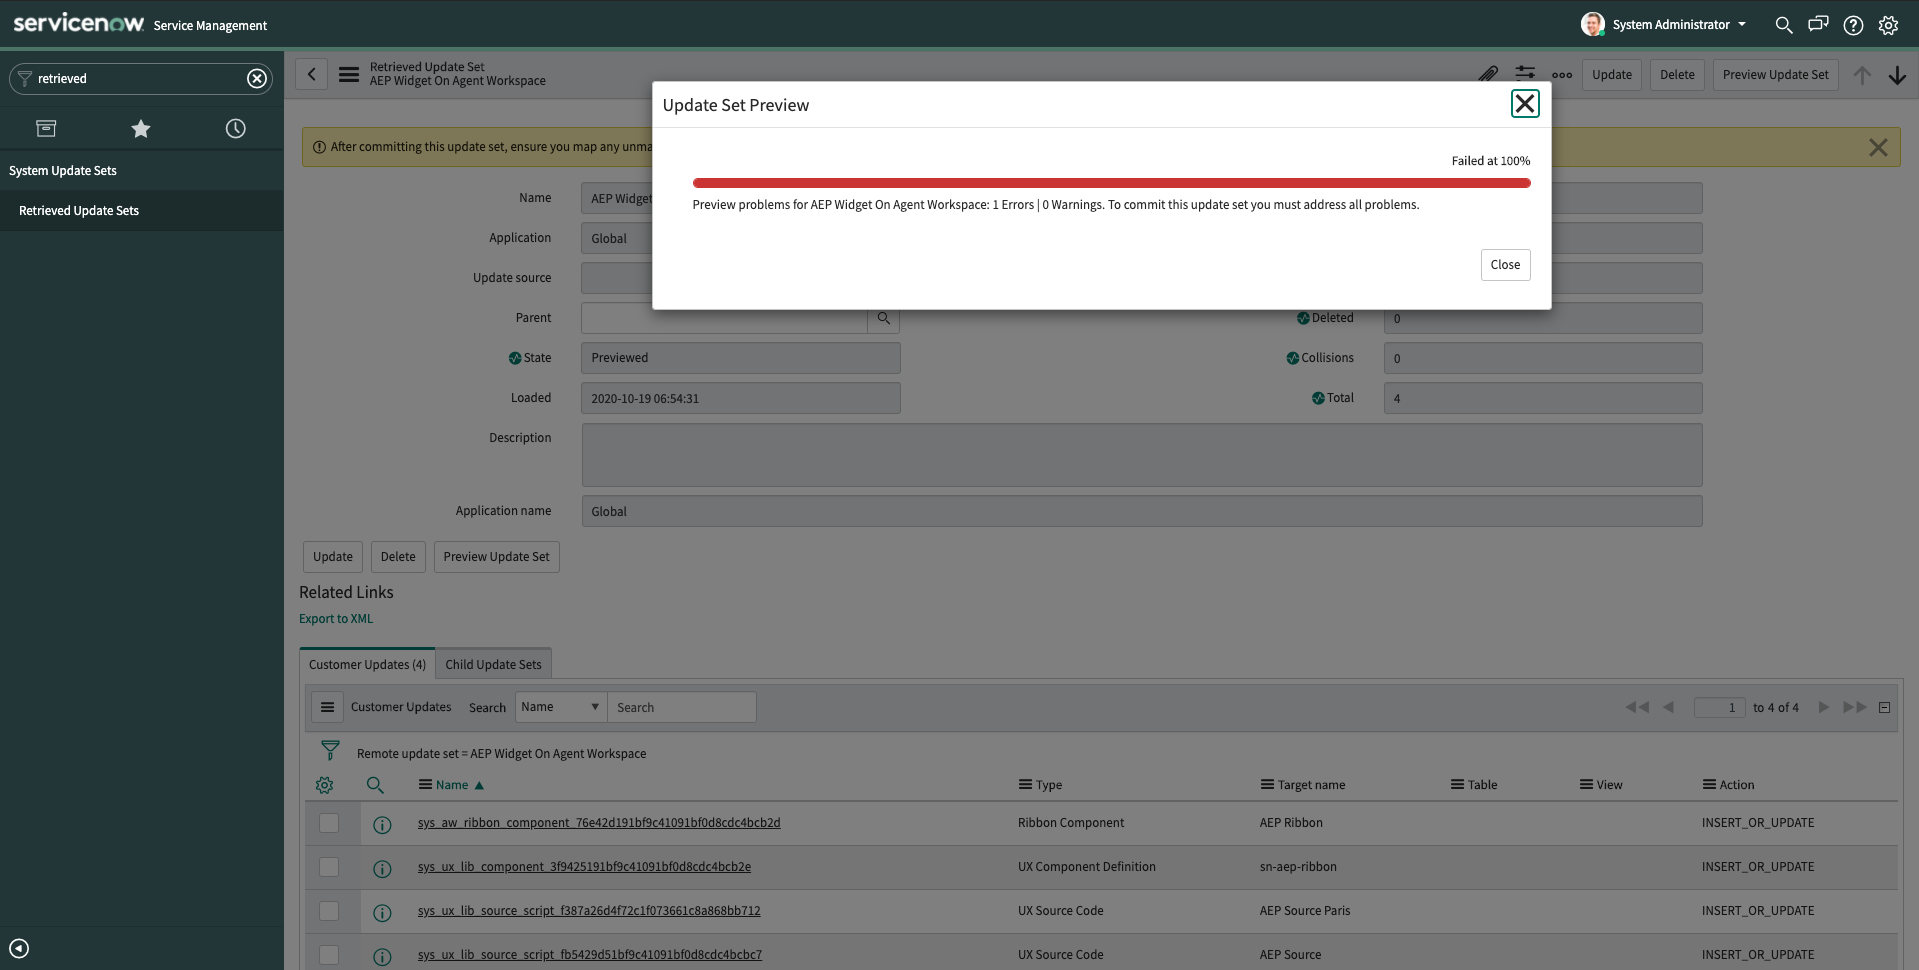 servicenow Service Management
System Administrator
retrieved
System Update Sets
Retrieved Update Sets
Retrieved Update Set
AEP Widget On Agent Workspace
Update
Delete
Preview Update Set
After committing this update set, ensure you map any
Update Set Preview
Failed at 100%
Preview problems for AEP Widget On Agent Workspace: 1 Errors | 0 Warnings. To commit this update set you must address all problems.
Close
Name AEP Widget
Application Global
Update source
Parent
Deleted 0
State Previewed
Collisions 0
Loaded 2020-10-19 06:54:31
Total 4
Description
Application name Global
Update Delete Preview Update Set
Related Links
Export to XML
Customer Updates (4) Child Update Sets
Customer Updates Search Name Search 1 to 4 of 4
Remote update set = AEP Widget On Agent Workspace
Name Type Target name Table View Action
sys_aw_ribbon_component_76e42d191bf9c41091bf0d8cdc4bcb2d Ribbon Component AEP Ribbon INSERT_OR_UPDATE
sys_ux_lib_component_3f9425191bf9c41091bf0d8cdc4bcb2e UX Component Definition sn-aep-ribbon INSERT_OR_UPDATE
sys_ux_lib_source_script_f387a26d4f72c1f073661c8a868bb712 UX Source Code AEP Source Paris INSERT_OR_UPDATE
sys_ux_lib_source_script_fb5429d51bf9c41091bf0d8cdc4bcbc7 UX Source Code AEP Source INSERT_OR_UPDATE